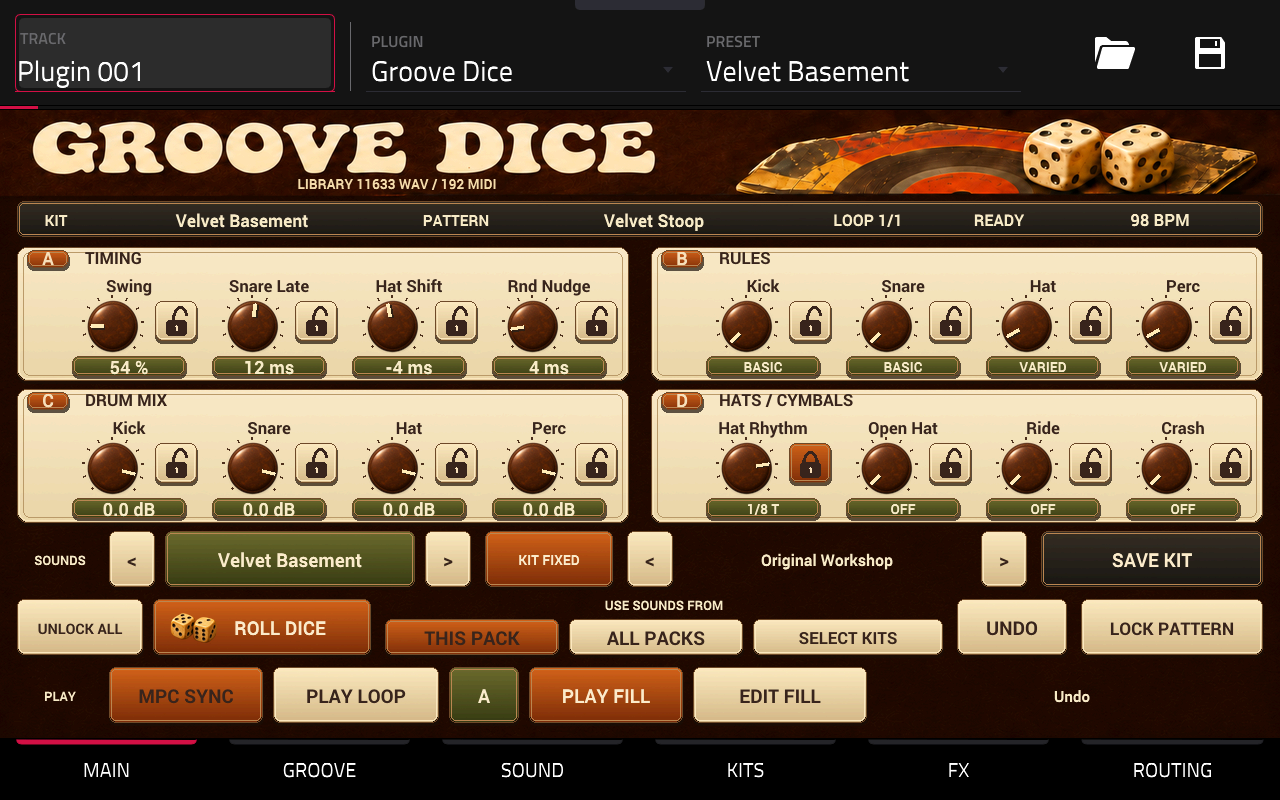 TRACK
Plugin 001
PLUGIN
Groove Dice
PRESET
Velvet Basement
GROOVE DICE
LIBRARY 11633 WAV / 192 MIDI
KIT Velvet Basement PATTERN Velvet Stoop LOOP 1/1 READY 98 BPM
A TIMING
Swing Snare Late Hat Shift Rnd Nudge
54 % 12 ms -4 ms 4 ms
B RULES
Kick Snare Hat Perc
BASIC BASIC VARIED VARIED
C DRUM MIX
Kick Snare Hat Perc
0.0 dB 0.0 dB 0.0 dB 0.0 dB
D HATS / CYMBALS
Hat Rhythm Open Hat Ride Crash
1/8 T OFF OFF OFF
SOUNDS < Velvet Basement > KIT FIXED < Original Workshop > SAVE KIT
USE SOUNDS FROM
UNLOCK ALL ROLL DICE THIS PACK ALL PACKS SELECT KITS UNDO LOCK PATTERN
PLAY MPC SYNC PLAY LOOP A PLAY FILL EDIT FILL Undo
MAIN GROOVE SOUND KITS FX ROUTING